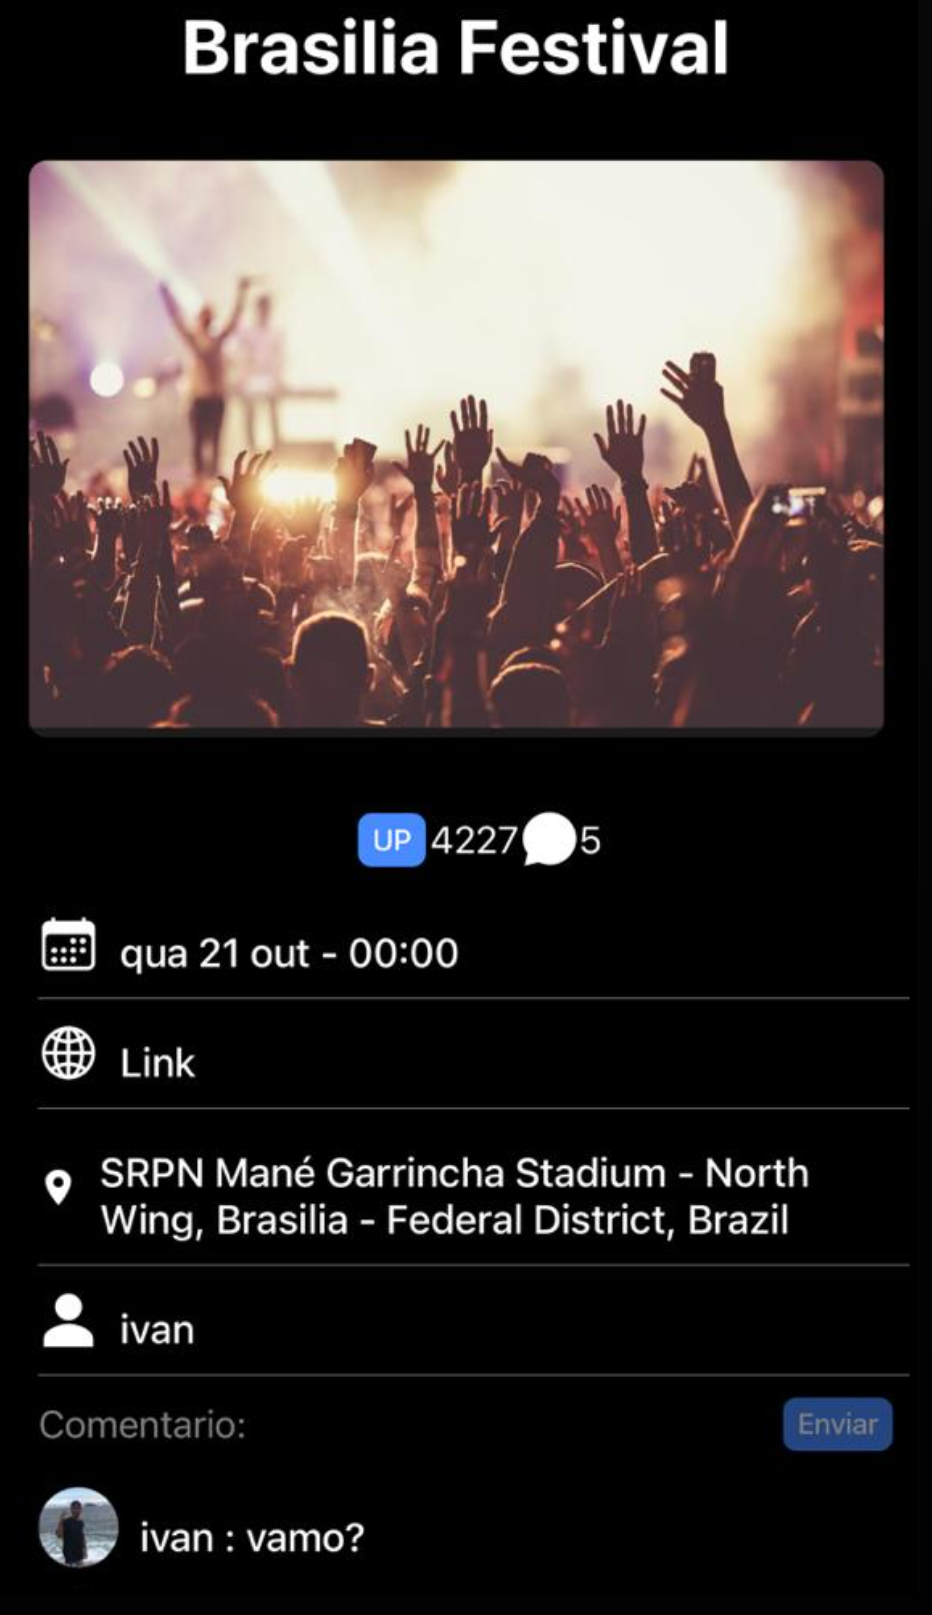 Brasilia Festival
UP 4227 5
qua 21 out - 00:00
Link
SRPN Mané Garrincha Stadium - North
Wing, Brasilia - Federal District, Brazil
ivan
Comentario: Enviar
ivan : vamo?